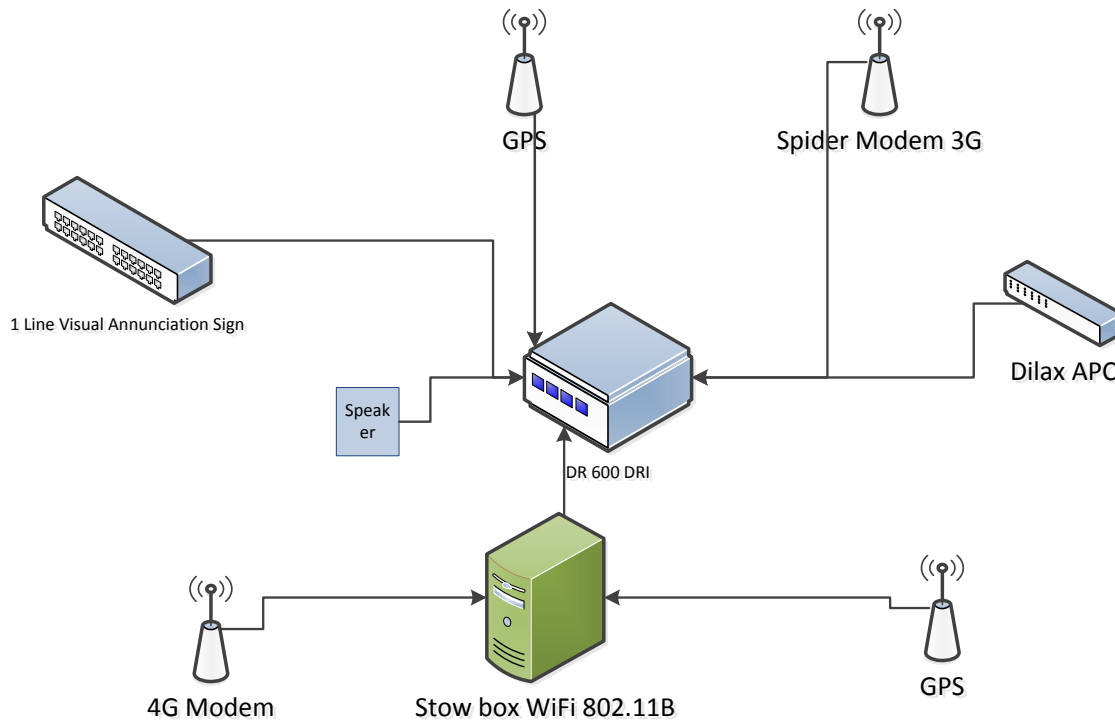 GPS
Spider Modem 3G
1 Line Visual Annunciation Sign
Dilax APC
Speak
er
DR 600 DRI
4G Modem
Stow box WiFi 802.11B
GPS